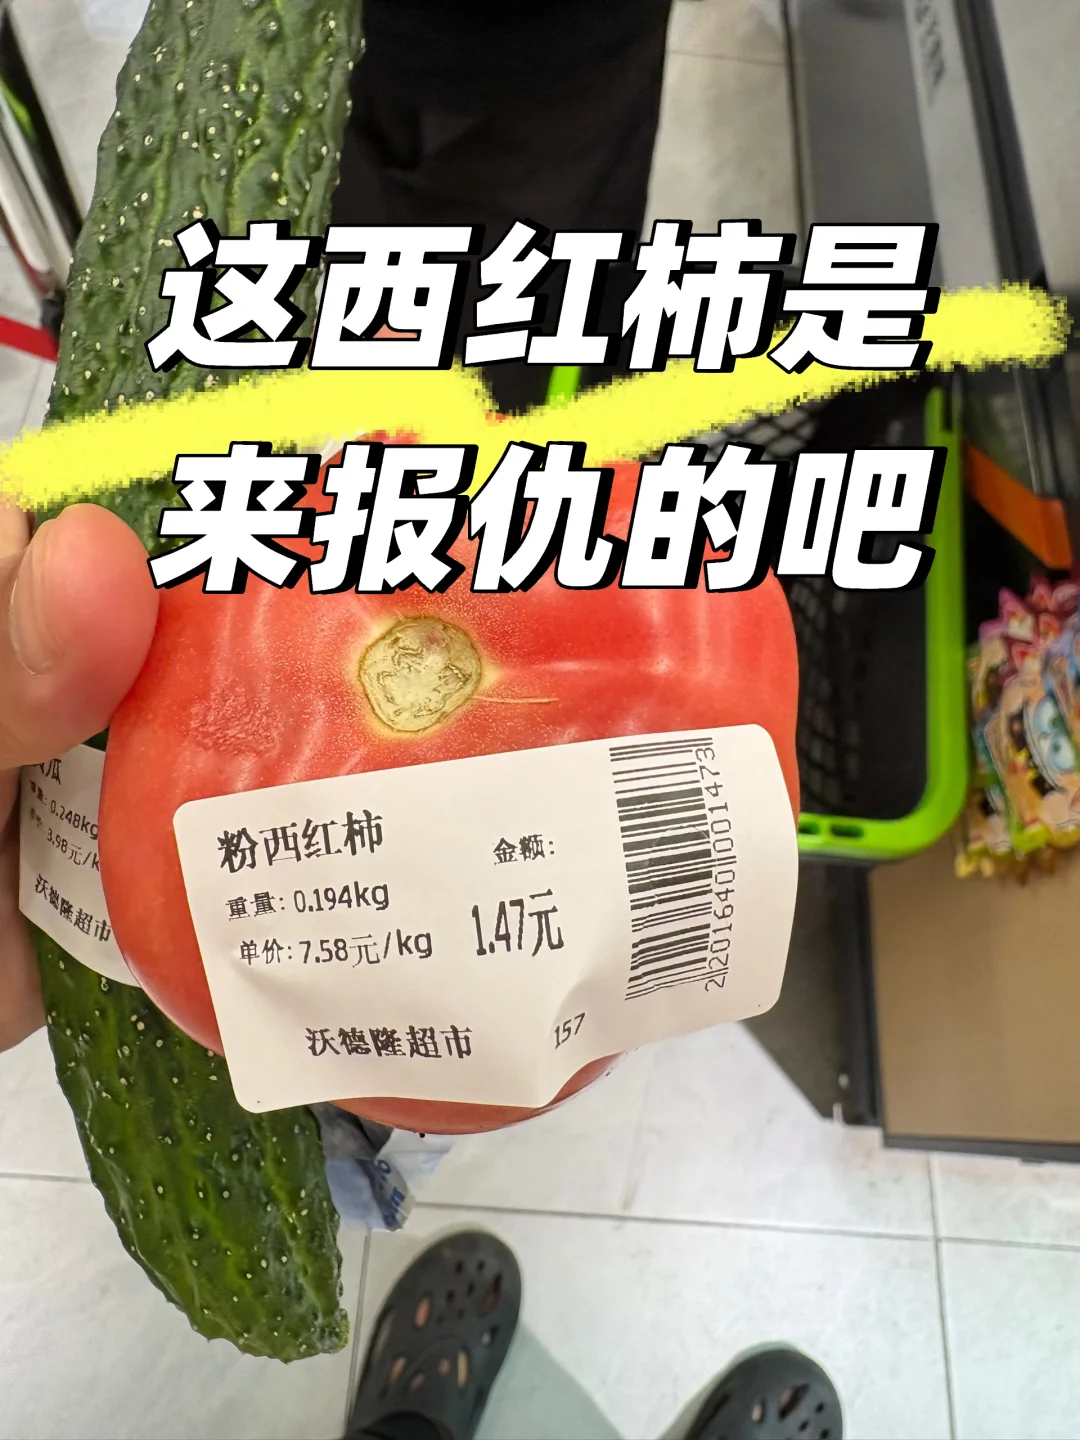 这西红柿是
来报仇的吧
粉西红柿
重量: 0.194kg
单价: 7.58元/kg
金额:
1.47元
沃德隆超市
157
2201640001473
瓜
0.248kg
3.98元/k
沃德隆超市